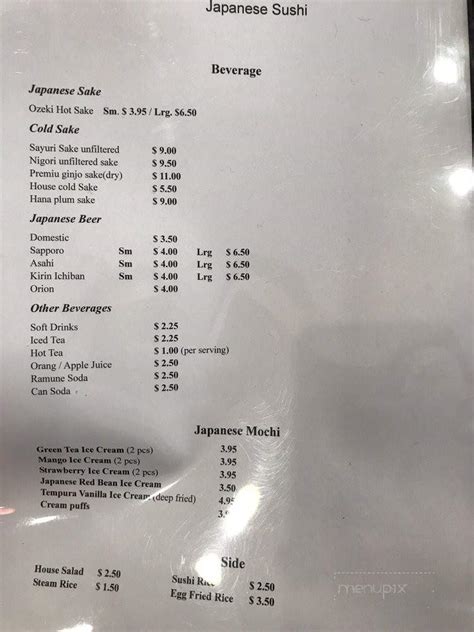 Japanese Sushi
Beverage
Japanese Sake
Ozeki Hot Sake Sm. $ 3.95 / Lrg. $6.50
Cold Sake
Sayuri Sake unfiltered $ 9.00
Nigori unfiltered sake $ 9.50
Premiu ginjo sake(dry) $ 11.00
House cold Sake $ 5.50
Hana plum sake $ 9.00
Japanese Beer
Domestic $ 3.50
Sapporo Sm $ 4.00 Lrg $ 6.50
Asahi Sm $ 4.00 Lrg $ 6.50
Kirin Ichiban Sm $ 4.00 Lrg $ 6.50
Orion $ 4.00
Other Beverages
Soft Drinks $ 2.25
Iced Tea $ 2.25
Hot Tea $ 1.00 (per serving)
Orang / Apple Juice $ 2.50
Ramune Soda $ 2.50
Can Soda $ 2.50
Japanese Mochi
Green Tea Ice Cream (2 pcs) 3.95
Mango Ice Cream (2 pcs) 3.95
Strawberry Ice Cream (2 pcs) 3.95
Japanese Red Bean Ice Cream 3.50
Tempura Vanilla Ice Cream (deep fried) 4.95
Cream puffs
Side
House Salad $ 2.50 Sushi Rice $ 2.50
Steam Rice $ 1.50 Egg Fried Rice $ 3.50
menupix